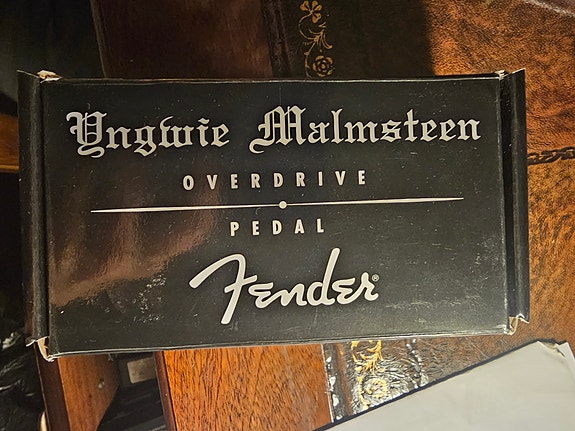 Yngwie Malmsteen
OVERDRIVE
PEDAL
Fender®